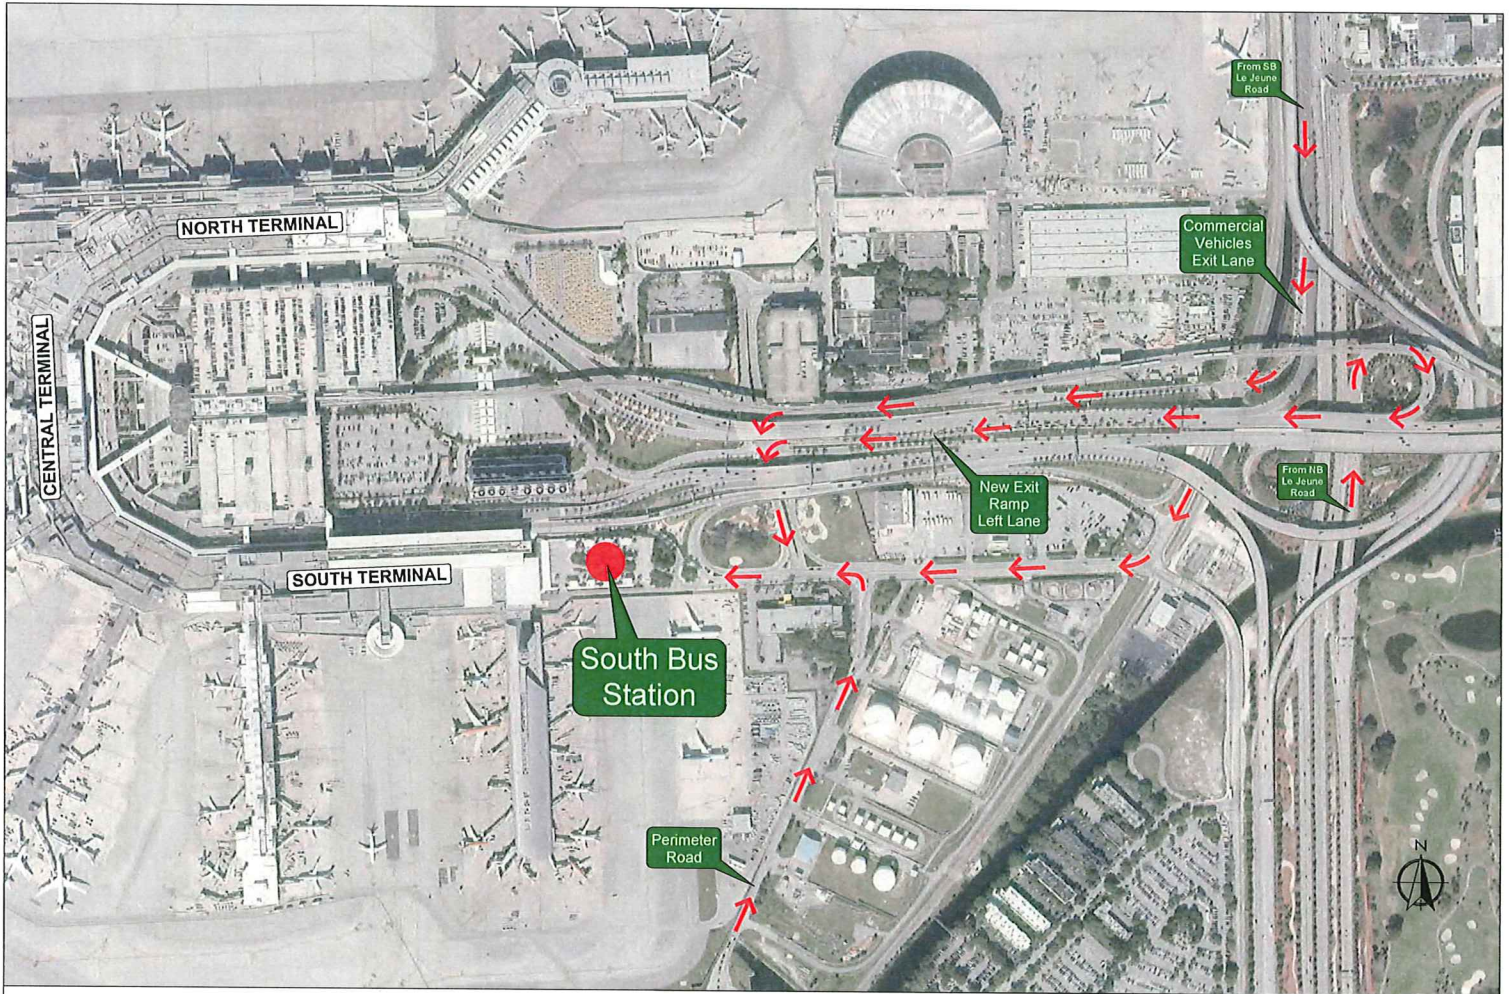 From SB
Le Jeune
Road
NORTH TERMINAL
Commercial
Vehicles
Exit Lane
CENTRAL TERMINAL
From NB
Le Jeune
Road
New Exit
Ramp
Left Lane
SOUTH TERMINAL
South Bus
Station
Perimeter
Road
N